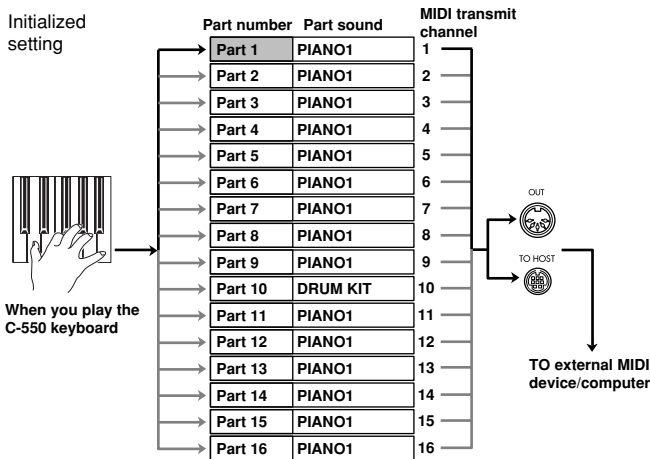 Initialized
setting
Part number Part sound MIDI transmit
channel
Part 1 PIANO1 1
Part 2 PIANO1 2
Part 3 PIANO1 3
Part 4 PIANO1 4
Part 5 PIANO1 5
Part 6 PIANO1 6
Part 7 PIANO1 7
Part 8 PIANO1 8
Part 9 PIANO1 9
Part 10 DRUM KIT 10
Part 11 PIANO1 11
Part 12 PIANO1 12
Part 13 PIANO1 13
Part 14 PIANO1 14
Part 15 PIANO1 15
Part 16 PIANO1 16
When you play the
C-550 keyboard
OUT
TO HOST
TO external MIDI
device/computer